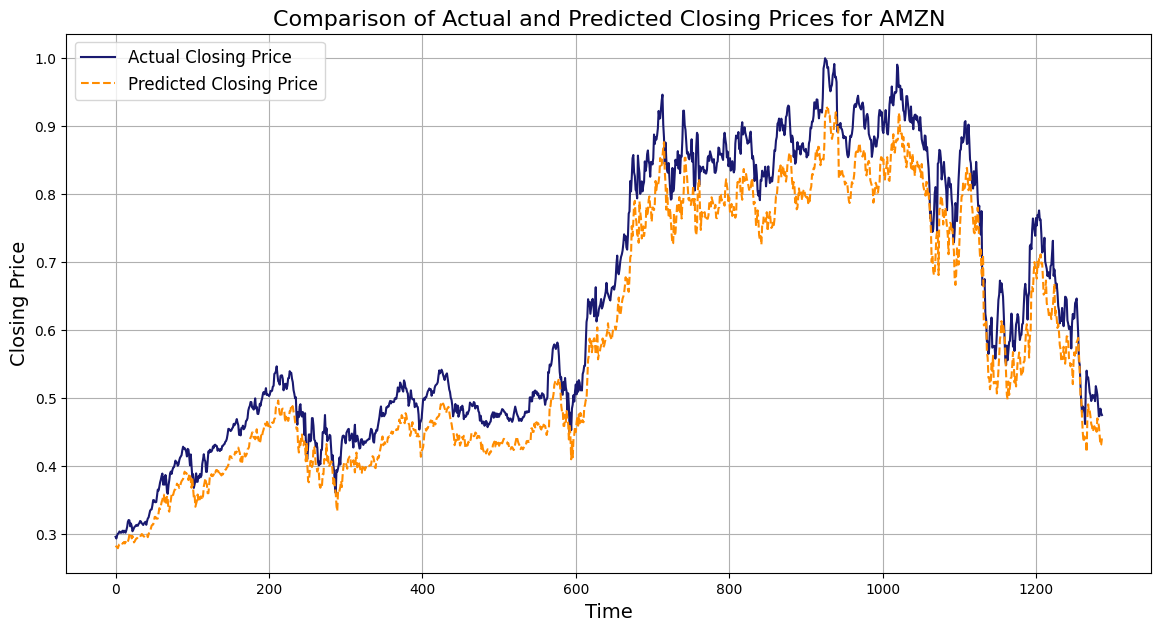 Comparison of Actual and Predicted Closing Prices for AMZN
Actual Closing Price
Predicted Closing Price
Closing Price
1.0
0.9
0.8
0.7
0.6
0.5
0.4
0.3
0 200 400 600 800 1000 1200
Time